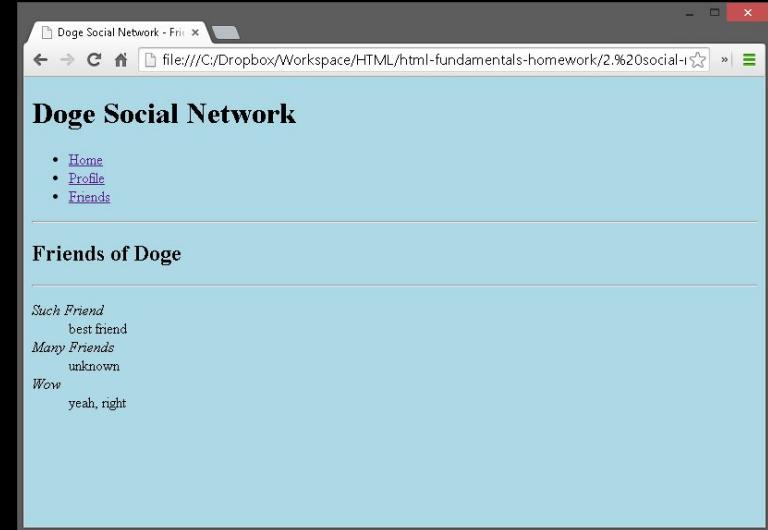 Doge Social Network - Frie
file:///C:/Dropbox/Workspace/HTML/html-fundamentals-homework/2.%20social-
Doge Social Network
Home
Profile
Friends
Friends of Doge
Such Friend
best friend
Many Friends
unknown
Wow
yeah, right